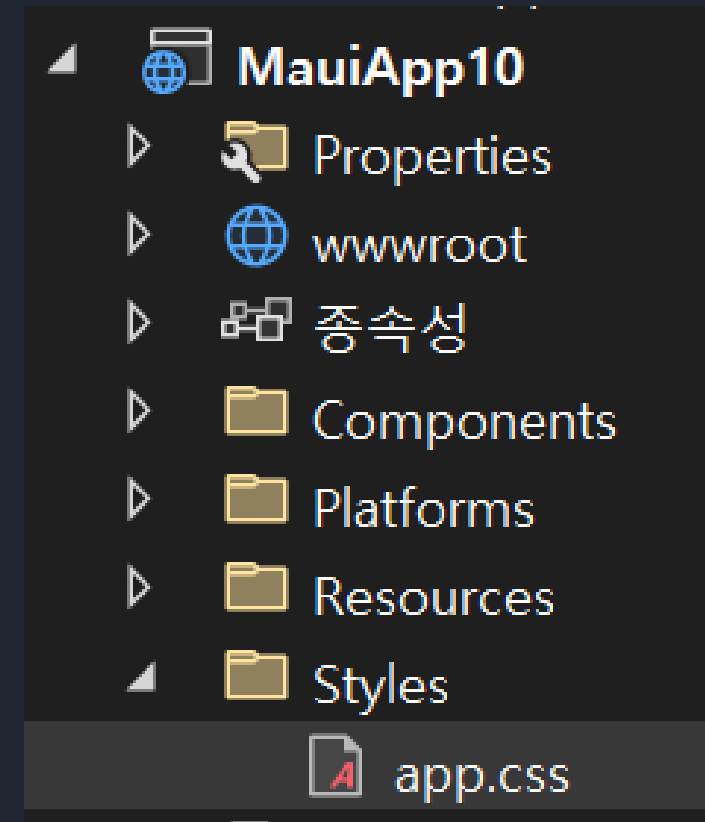 MauiApp10
Properties
wwwroot
종속성
Components
Platforms
Resources
Styles
app.css